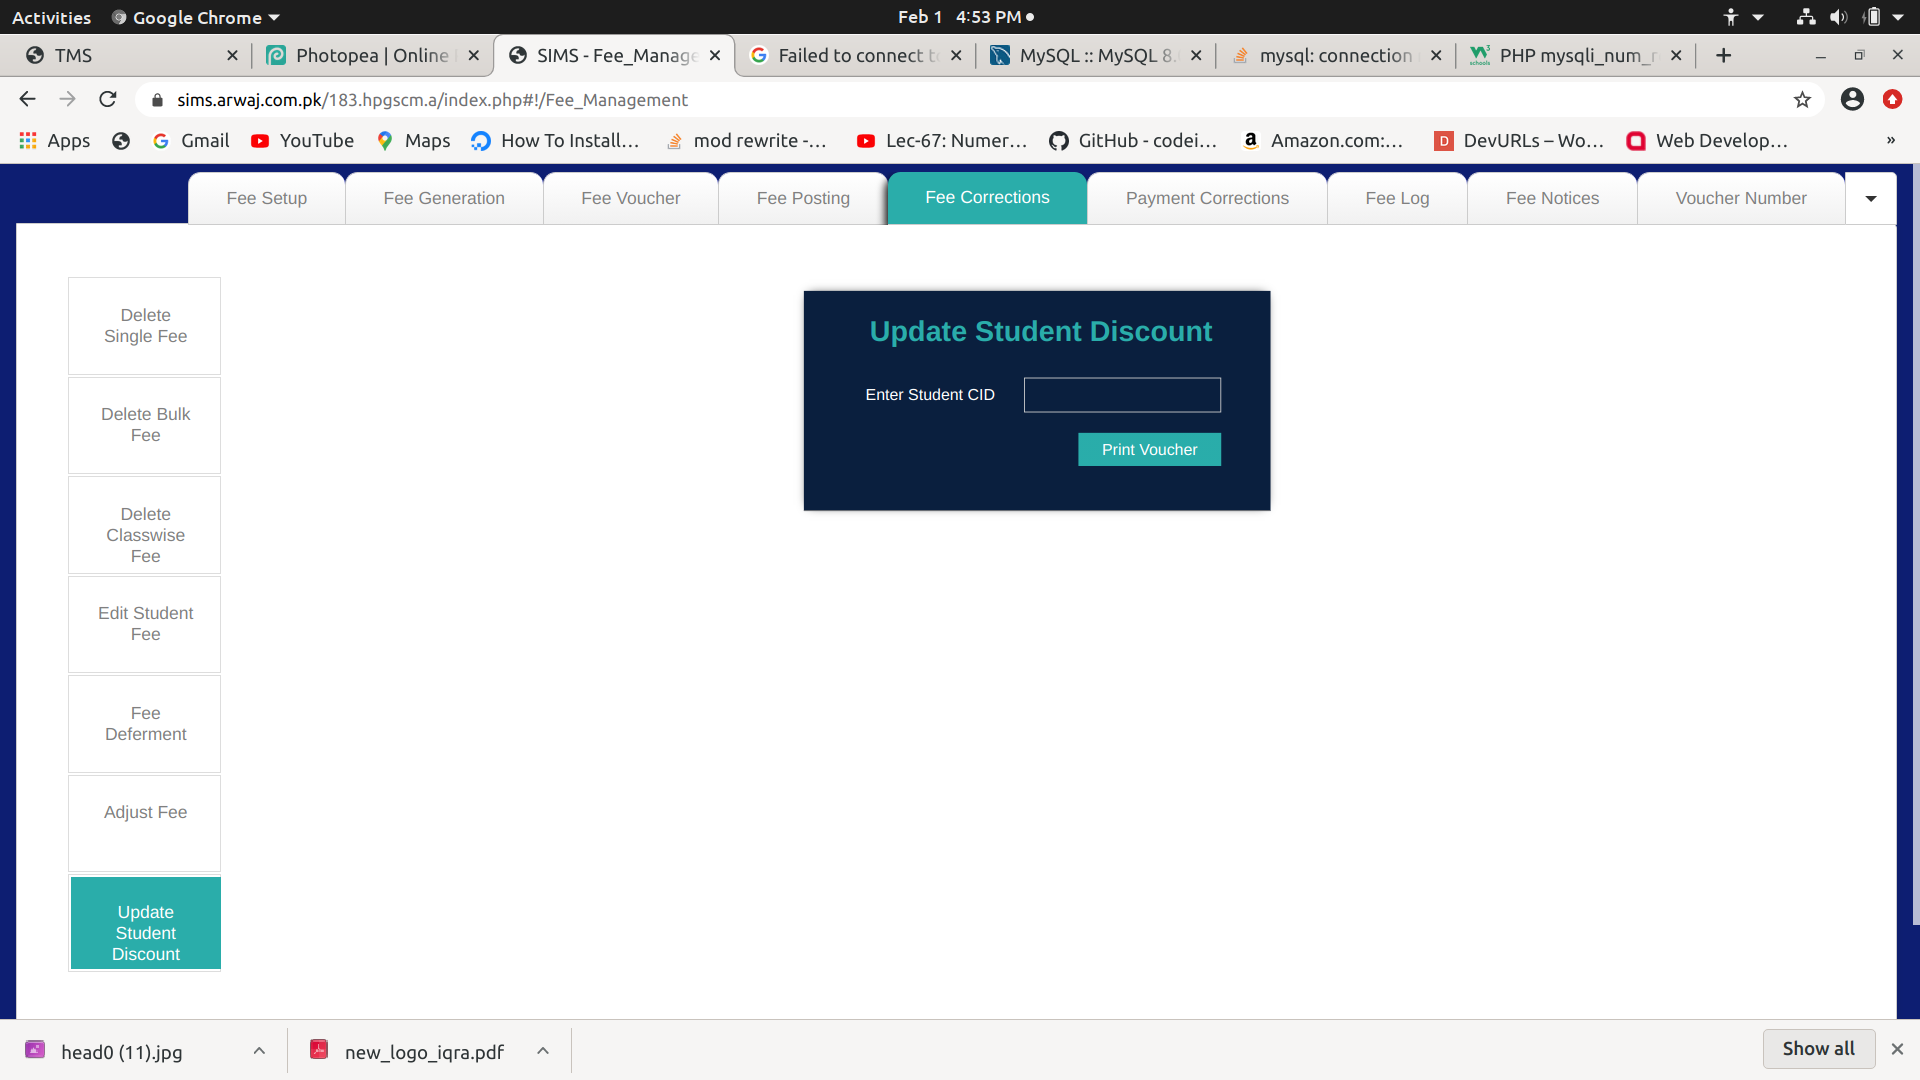 Activities Google Chrome Feb 1 4:53 PM
TMS Photopea | Online SIMS - Fee_Manage Failed to connect to MySQL :: MySQL 8. mysql: connection PHP mysqli_num_r
sims.arwaj.com.pk/183.hpgscm.a/index.php#!/Fee_Management
Apps Gmail YouTube Maps How To Install... mod rewrite -... Lec-67: Numer... GitHub - codei... Amazon.com:... DevURLs – Wo... Web Develop... »
Fee Setup Fee Generation Fee Voucher Fee Posting Fee Corrections Payment Corrections Fee Log Fee Notices Voucher Number
Delete
Single Fee
Delete Bulk
Fee
Delete
Classwise
Fee
Edit Student
Fee
Fee
Deferment
Adjust Fee
Update
Student
Discount
Update Student Discount
Enter Student CID
Print Voucher
head0 (11).jpg new_logo_iqra.pdf Show all